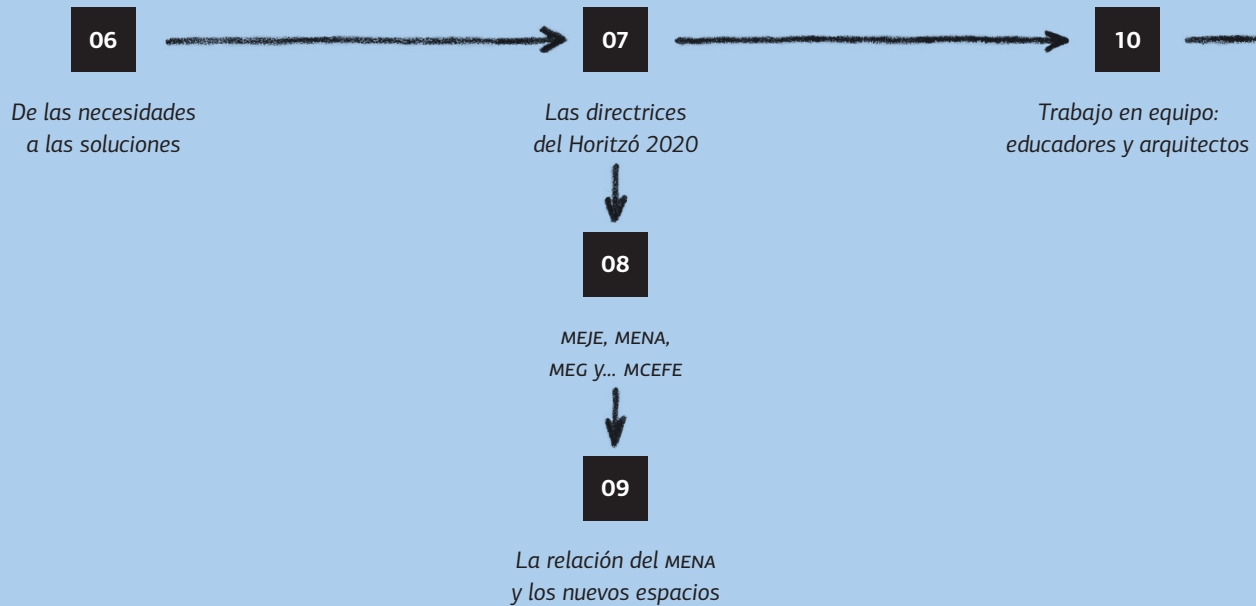 06
De las necesidades
a las soluciones
07
Las directrices
del Horitzó 2020
08
MEJE, MENA,
MEG y... MCEFE
09
La relación del MENA
y los nuevos espacios
10
Trabajo en equipo:
educadores y arquitectos